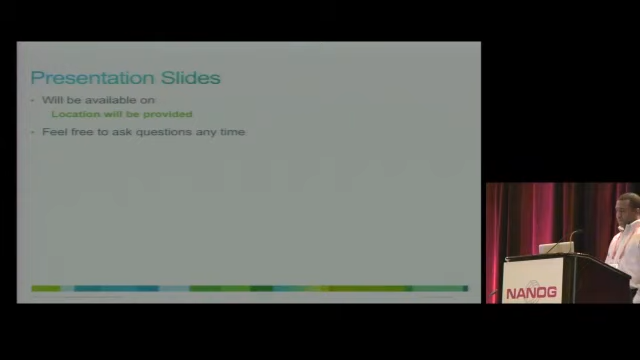 Presentation Slides
• Will be available on
Location will be provided
• Feel free to ask questions any time
NANOG